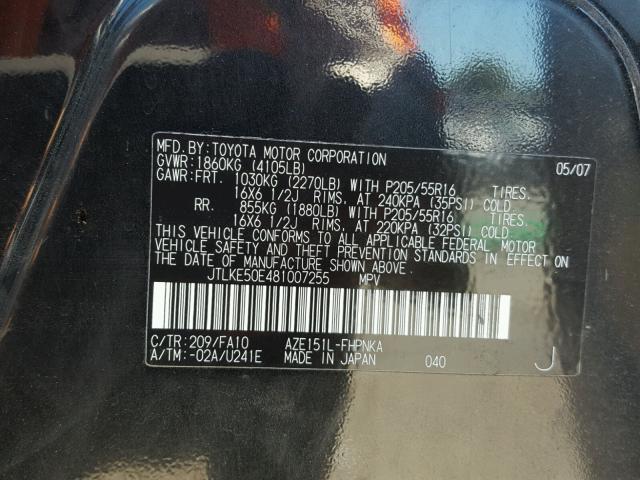 MFD. BY: TOYOTA MOTOR CORPORATION 05/07
GVWR: 1860KG (4105LB)
GAWR: FRT. 1030KG (2270LB) WITH P205/55R16 TIRES,
16X6 1/2J RIMS, AT 240KPA (35PSI) COLD
RR. 855KG (1880LB) WITH P205/55R16 TIRES,
16X6 1/2J RIMS, AT 220KPA (32PSI) COLD
THIS VEHICLE CONFORMS TO ALL APPLICABLE FEDERAL MOTOR
VEHICLE SAFETY AND THEFT PREVENTION STANDARDS IN EFFECT ON
THE DATE OF MANUFACTURE SHOWN ABOVE.
JTLKE50E481007255 MPV
C/TR: 209/FA10 AZE151L-FHPNKA
A/TM: -02A/U241E MADE IN JAPAN 040 J